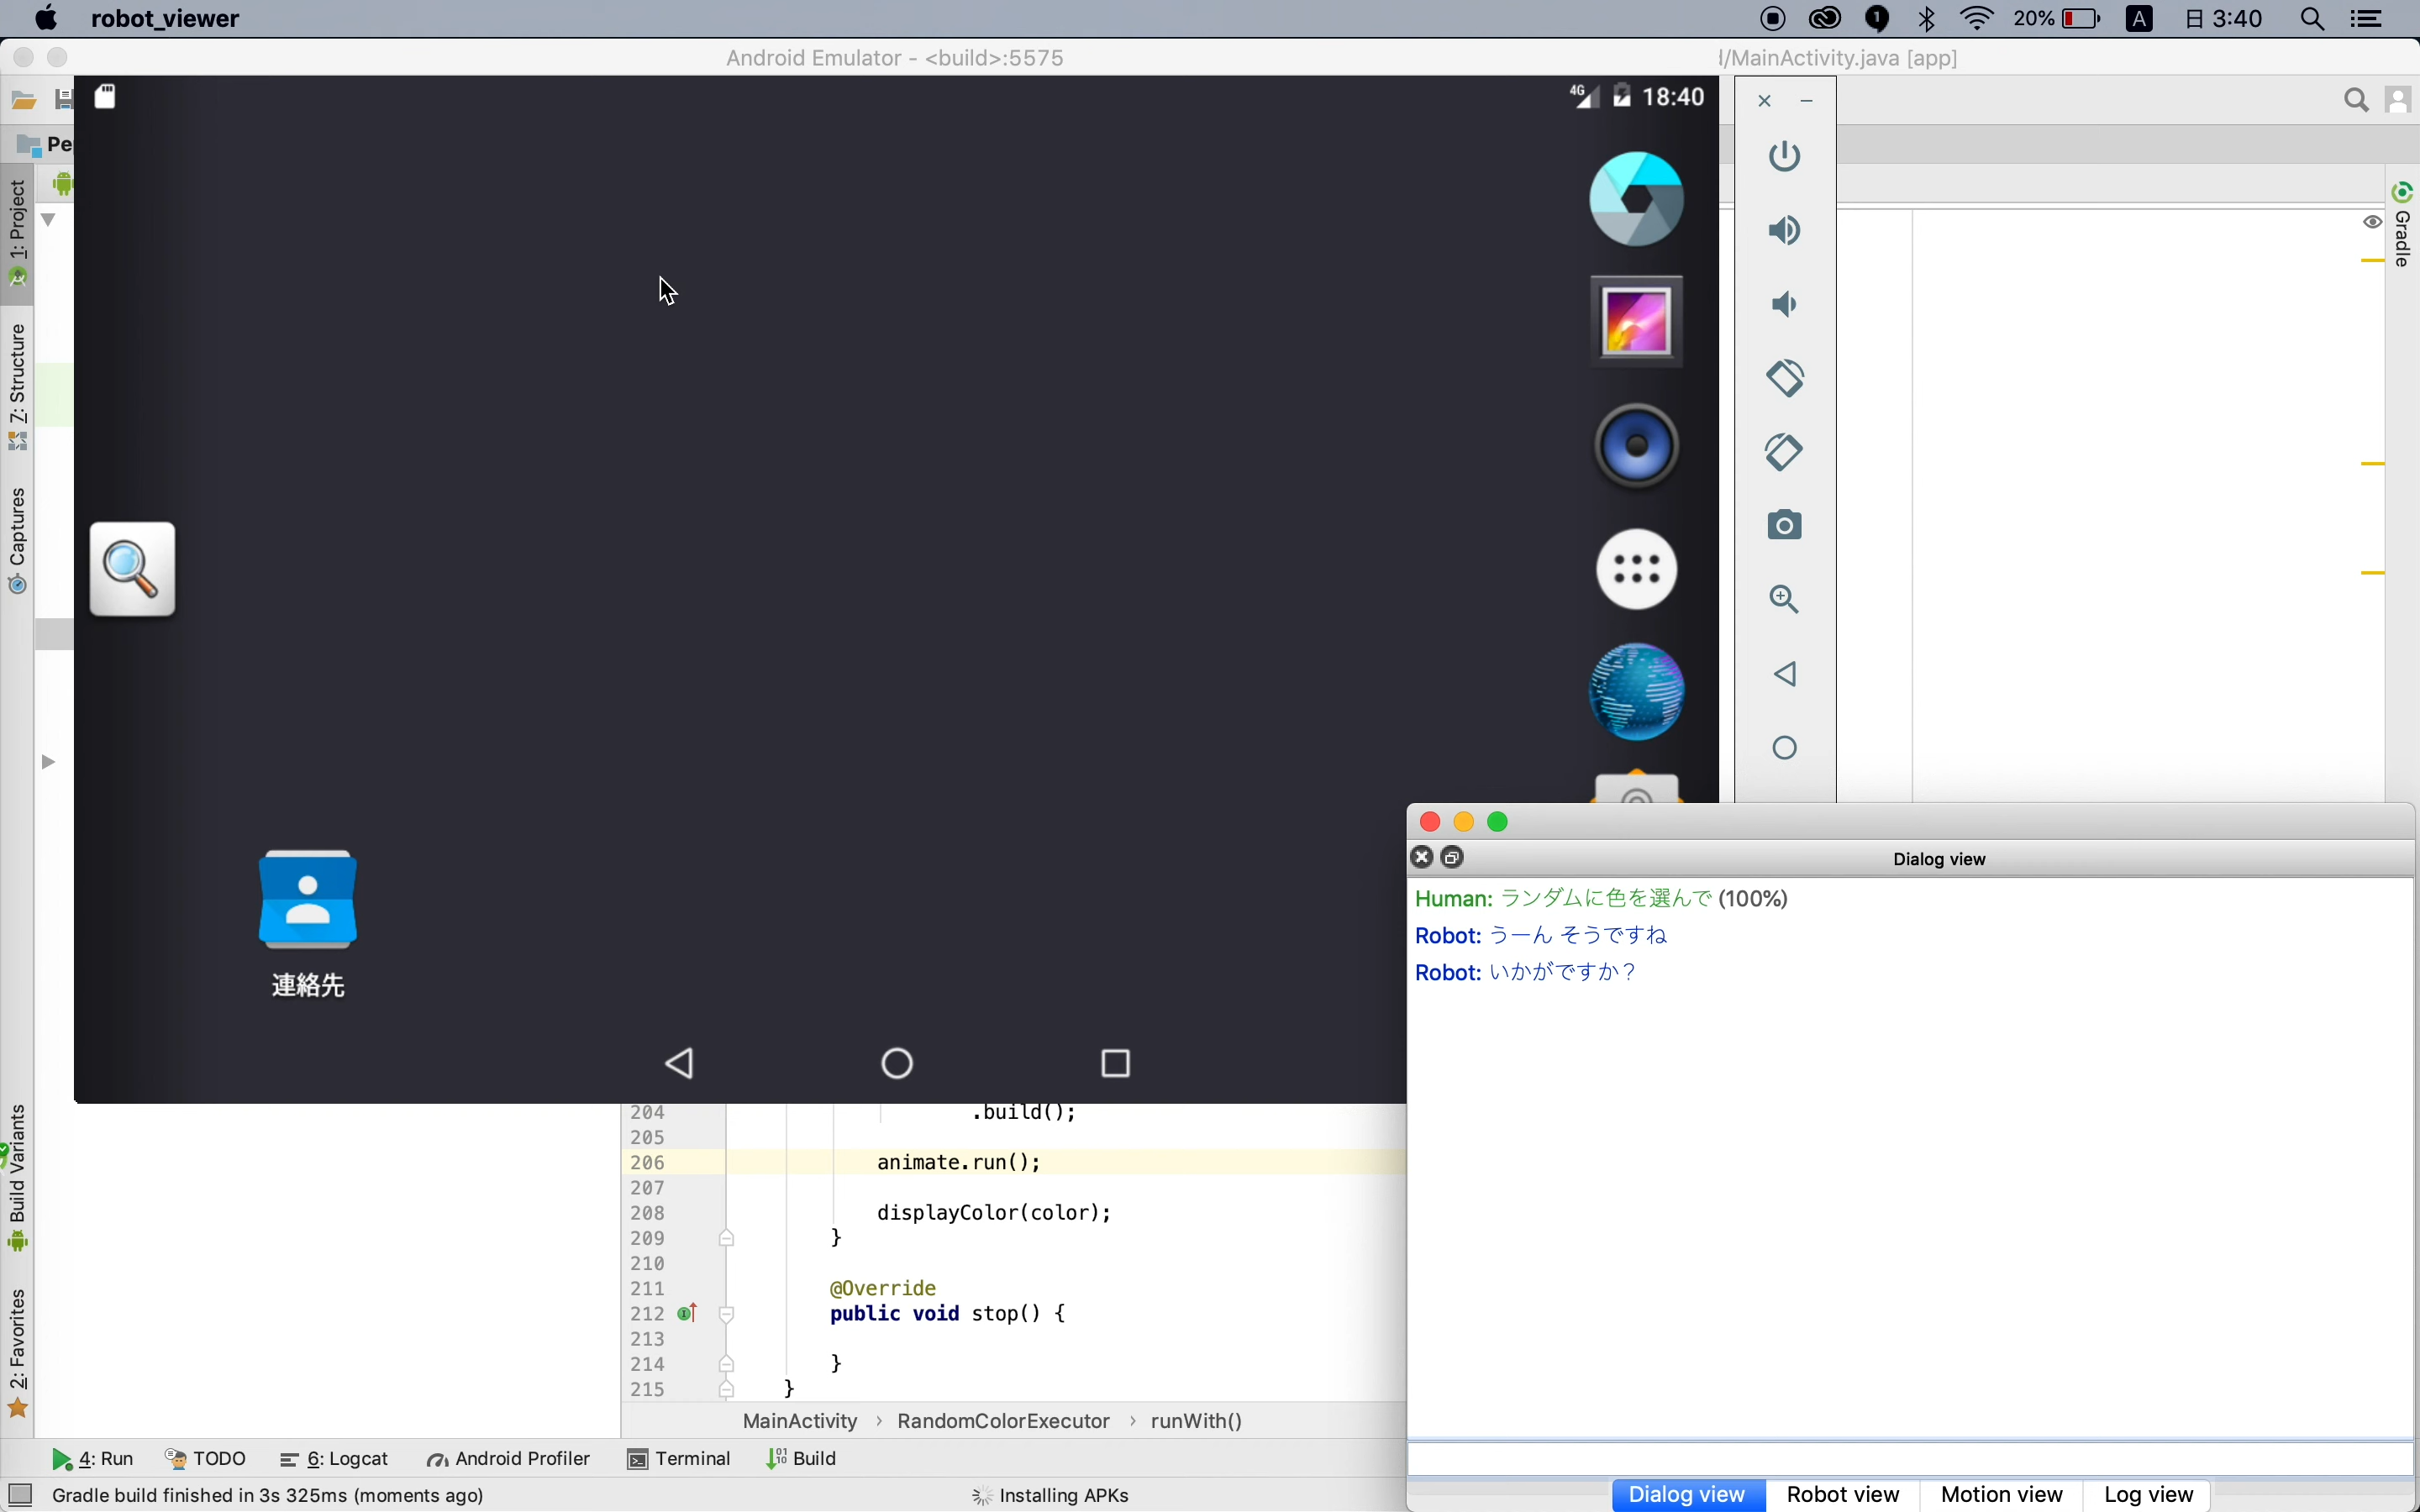 robot_viewer
20%
A
日 3:40
Android Emulator - <build>:5575
/MainActivity.java [app]
4G
18:40
Pe
1: Project
Gradle
7: Structure
Captures
連絡先
Dialog view
Human: ランダムに色を選んで (100%)
Robot: うーん そうですね
Robot: いかがですか？
204 .build();
205
206 animate.run();
207
208 displayColor(color);
209 }
210
211 @Override
212 public void stop() {
213
214 }
215 }
Build Variants
2: Favorites
MainActivity › RandomColorExecutor › runWith()
4: Run
TODO
6: Logcat
Android Profiler
Terminal
Build
Gradle build finished in 3s 325ms (moments ago)
Installing APKs
Dialog view
Robot view
Motion view
Log view